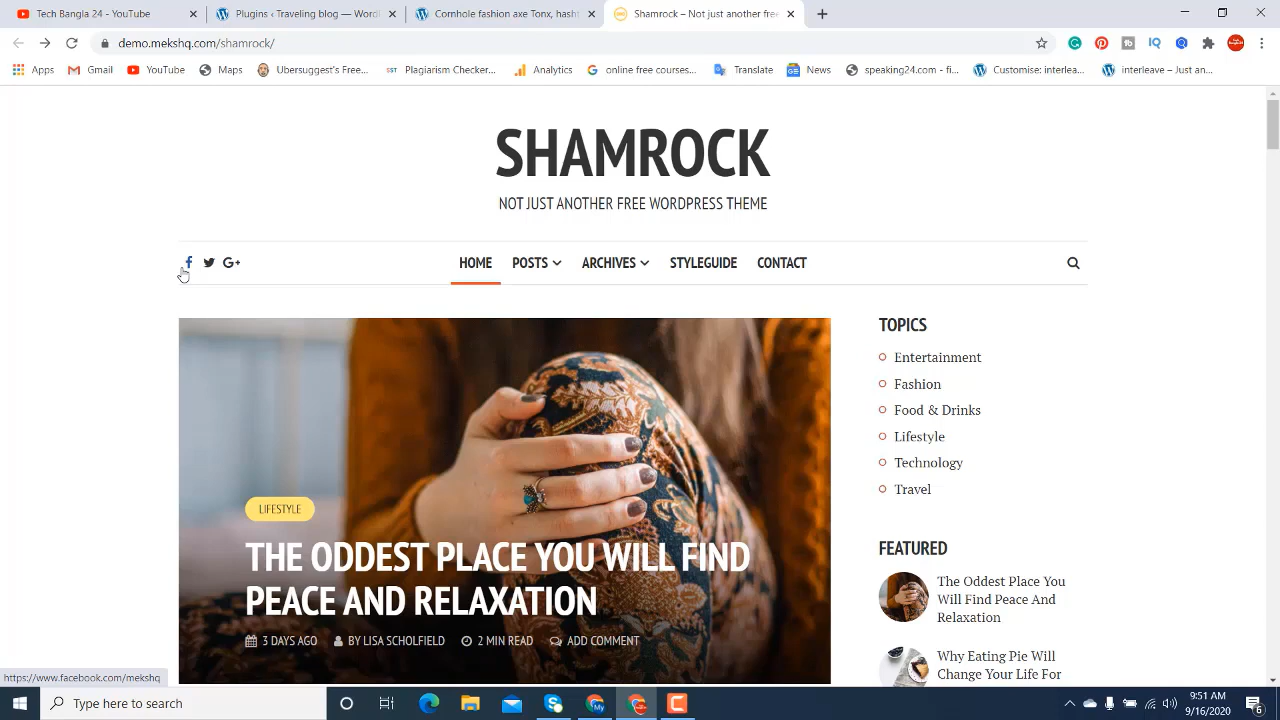 Tech Bangla 24 - YouTube
Plugins ‹ Lifestyle blog — Word
Cornhole fashion axe Tonx, hasht
Shamrock – Not just another free
demo.mekshq.com/shamrock/
Apps
Gmail
YouTube
Maps
Ubersuggest's Free...
Plagiarism Checker...
Analytics
online free courses...
Translate
News
speaking24.com - fi...
Customise: interlea...
interleave – Just an...
SHAMROCK
NOT JUST ANOTHER FREE WORDPRESS THEME
HOME
POSTS
ARCHIVES
STYLEGUIDE
CONTACT
TOPICS
Entertainment
Fashion
Food & Drinks
Lifestyle
Technology
Travel
LIFESTYLE
THE ODDEST PLACE YOU WILL FIND
PEACE AND RELAXATION
3 DAYS AGO
BY LISA SCHOLFIELD
2 MIN READ
ADD COMMENT
FEATURED
The Oddest Place You
Will Find Peace And
Relaxation
Why Eating Pie Will
Change Your Life For
https://www.facebook.com/mekshq
Type here to search
9:51 AM
9/16/2020
6